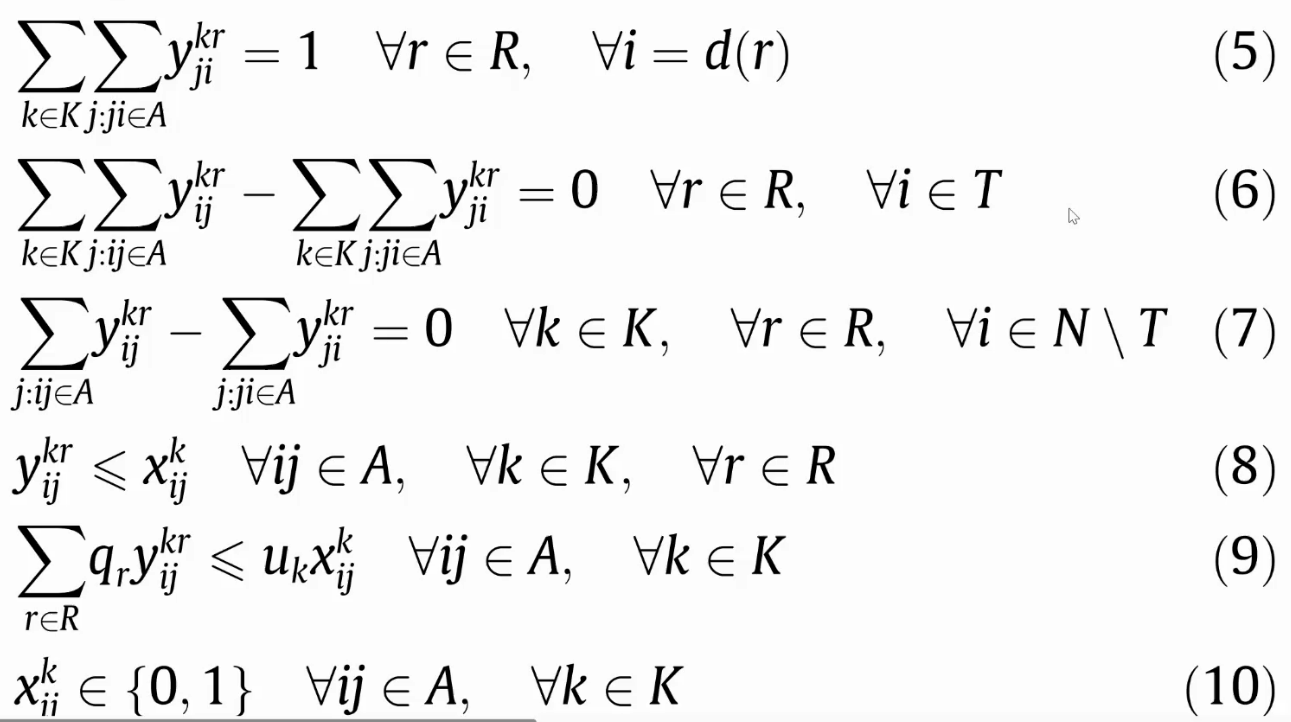 ∑_{k∈K} ∑_{j:ji∈A} y_{ji}^{kr} = 1 ∀r ∈ R, ∀i = d(r) (5)
∑_{k∈K} ∑_{j:ij∈A} y_{ij}^{kr} − ∑_{k∈K} ∑_{j:ji∈A} y_{ji}^{kr} = 0 ∀r ∈ R, ∀i ∈ T (6)
∑_{j:ij∈A} y_{ij}^{kr} − ∑_{j:ji∈A} y_{ji}^{kr} = 0 ∀k ∈ K, ∀r ∈ R, ∀i ∈ N \ T (7)
y_{ij}^{kr} ⩽ x_{ij}^{k} ∀ij ∈ A, ∀k ∈ K, ∀r ∈ R (8)
∑_{r∈R} q_r y_{ij}^{kr} ⩽ u_k x_{ij}^{k} ∀ij ∈ A, ∀k ∈ K (9)
x_{ij}^{k} ∈ {0, 1} ∀ij ∈ A, ∀k ∈ K (10)